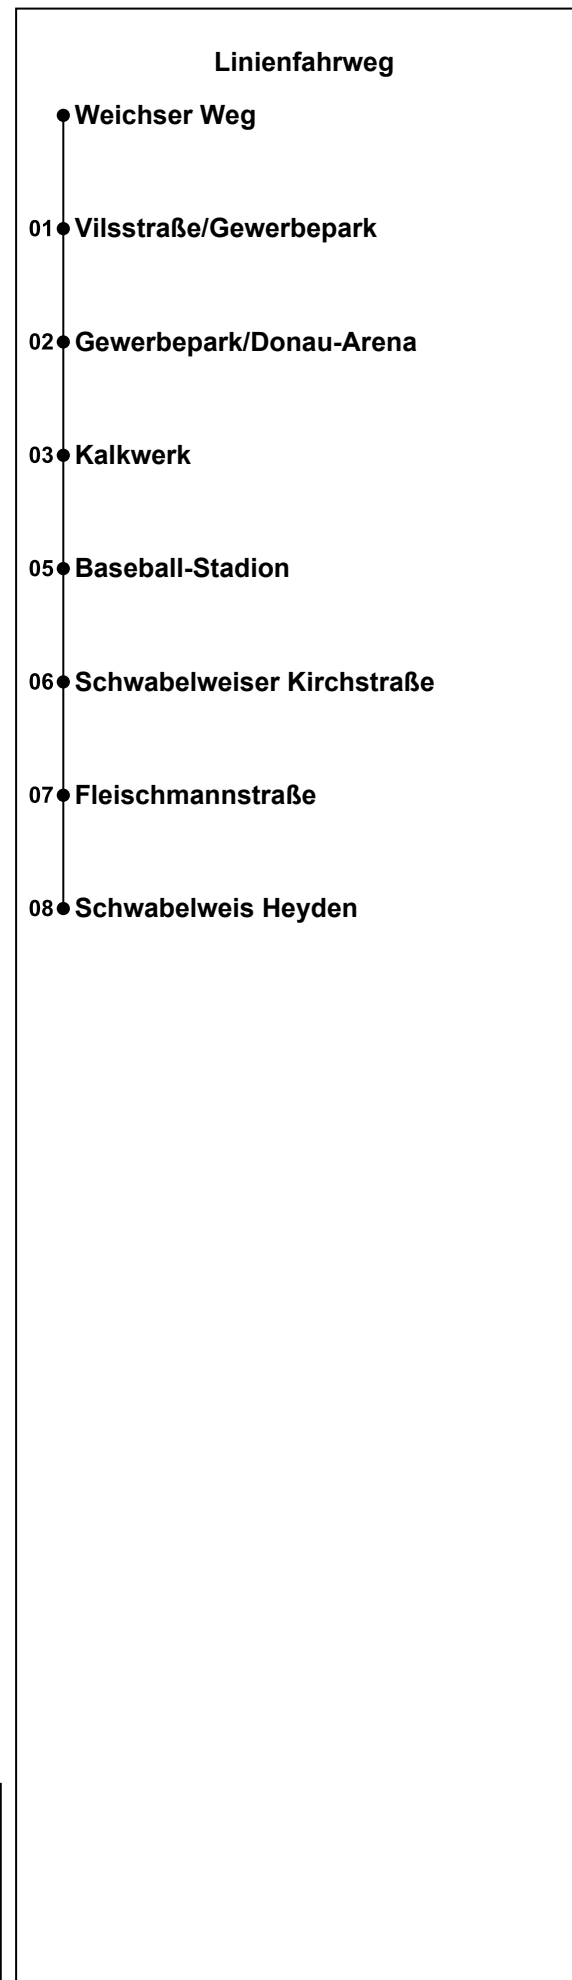 Linienfahrweg
Weichser Weg
01 Vilsstraße/Gewerbepark
02 Gewerbepark/Donau-Arena
03 Kalkwerk
05 Baseball-Stadion
06 Schwabelweiser Kirchstraße
07 Fleischmannstraße
08 Schwabelweis Heyden